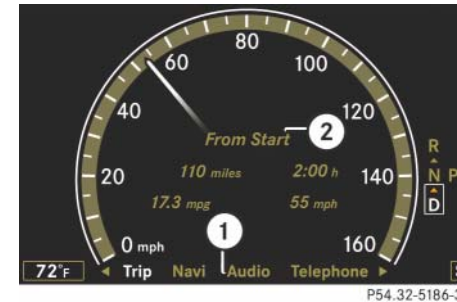 80
60
100
40
120
From Start
2
R
110 miles
2:00 h
20
140
N P
17.3 mpg
55 mph
D
1
0 mph
160
72°F
Trip Navi Audio Telephone
P54.32-5186-3